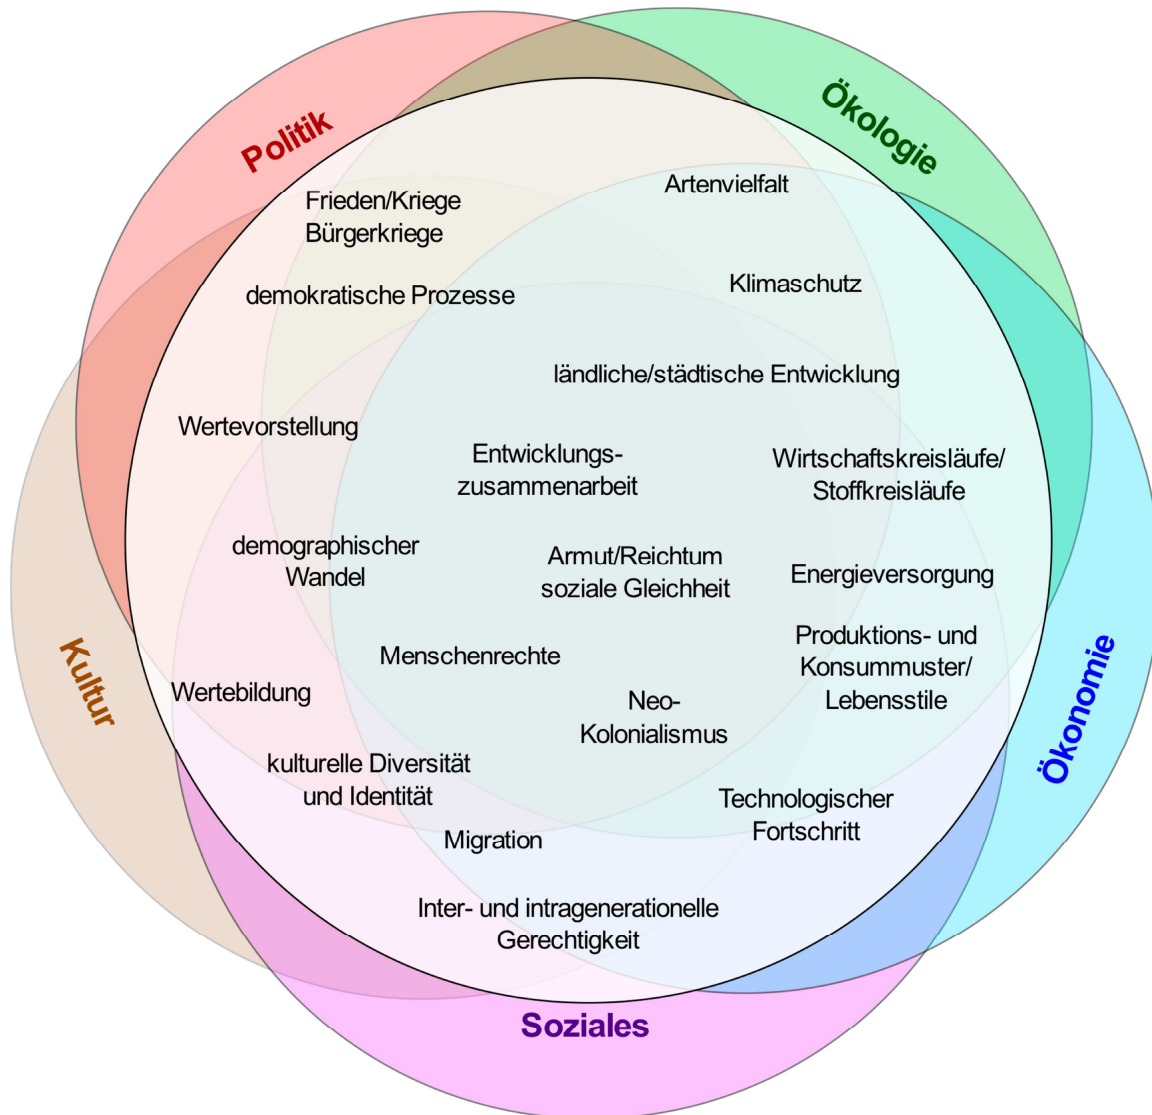 Politik
Ökologie
Artenvielfalt
Frieden/Kriege
Bürgerkriege
Klimaschutz
demokratische Prozesse
ländliche/städtische Entwicklung
Wertevorstellung
Entwicklungs-
zusammenarbeit
Wirtschaftskreisläufe/
Stoffkreisläufe
demographischer
Wandel
Armut/Reichtum
soziale Gleichheit
Energieversorgung
Menschenrechte
Produktions- und
Konsummuster/
Lebensstile
Kultur
Wertebildung
Neo-
Kolonialismus
Ökonomie
kulturelle Diversität
und Identität
Technologischer
Fortschritt
Migration
Inter- und intragenerationelle
Gerechtigkeit
Soziales